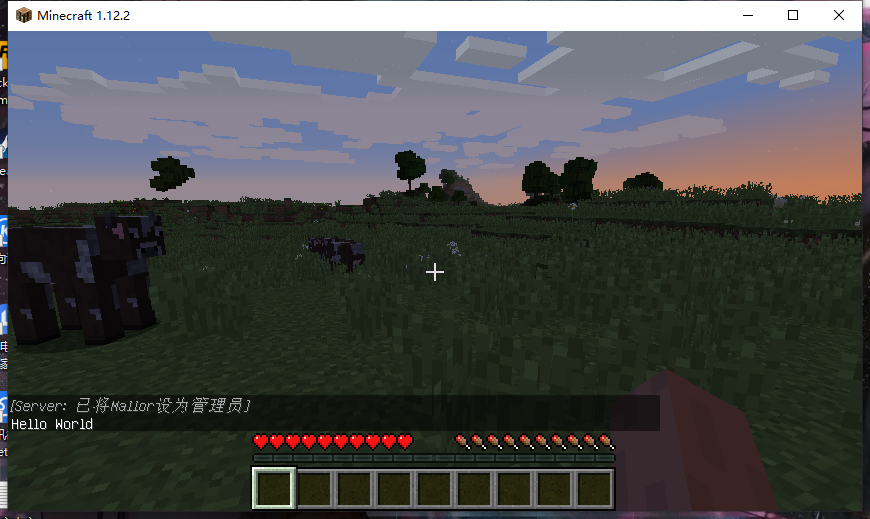 Minecraft 1.12.2
[Server: 已将Mallor设为管理员]
Hello World